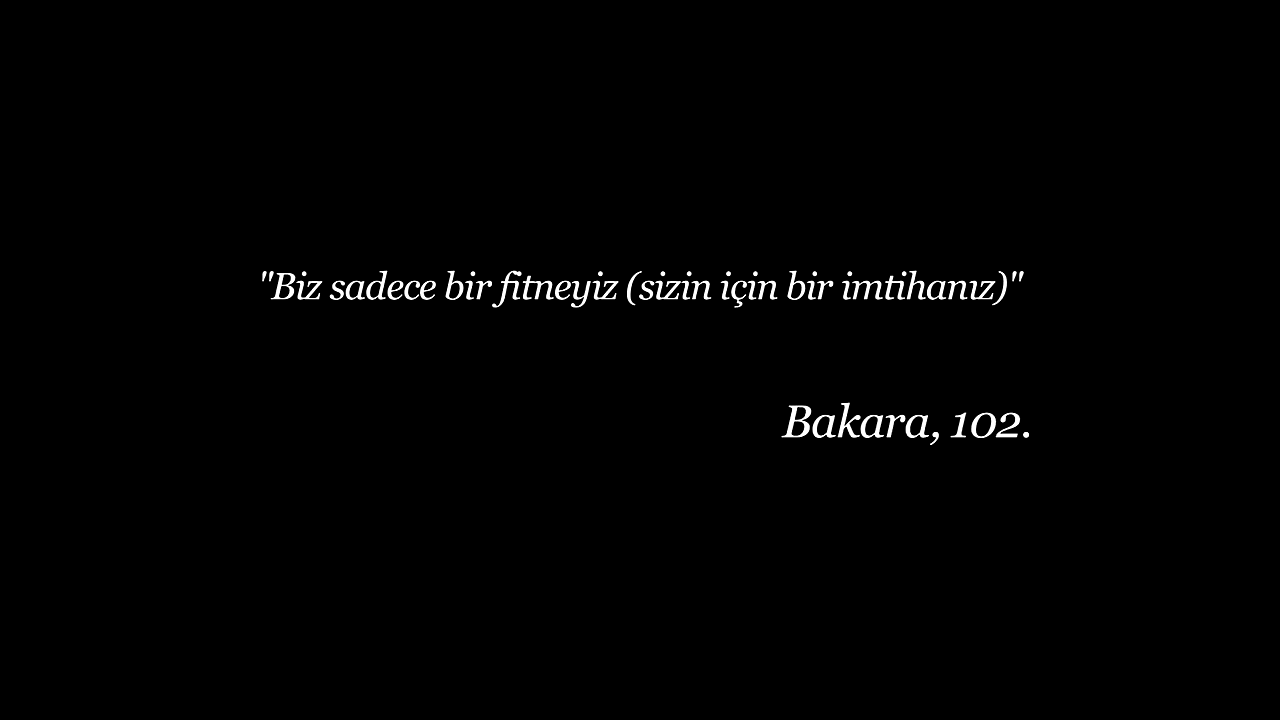 "Biz sadece bir fitneyiz (sizin için bir imtihanız)"
Bakara, 102.